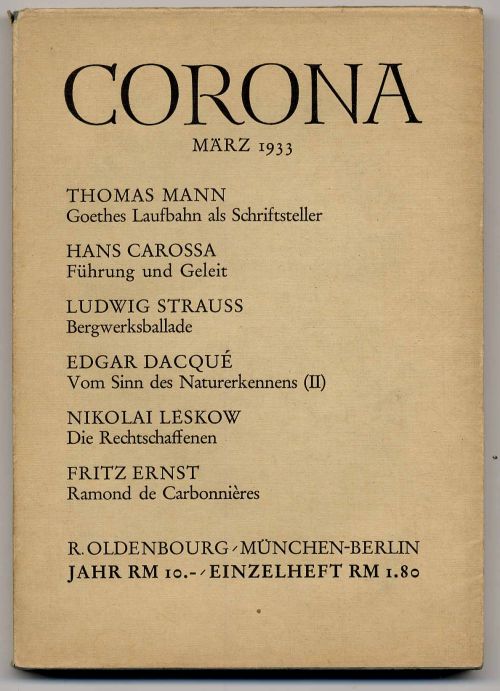 CORONA
MÄRZ 1933
THOMAS MANN
Goethes Laufbahn als Schriftsteller
HANS CAROSSA
Führung und Geleit
LUDWIG STRAUSS
Bergwerksballade
EDGAR DACQUÉ
Vom Sinn des Naturerkennens (II)
NIKOLAI LESKOW
Die Rechtschaffenen
FRITZ ERNST
Ramond de Carbonnières
R. OLDENBOURG / MÜNCHEN-BERLIN
JAHR RM 10.- / EINZELHEFT RM 1.80